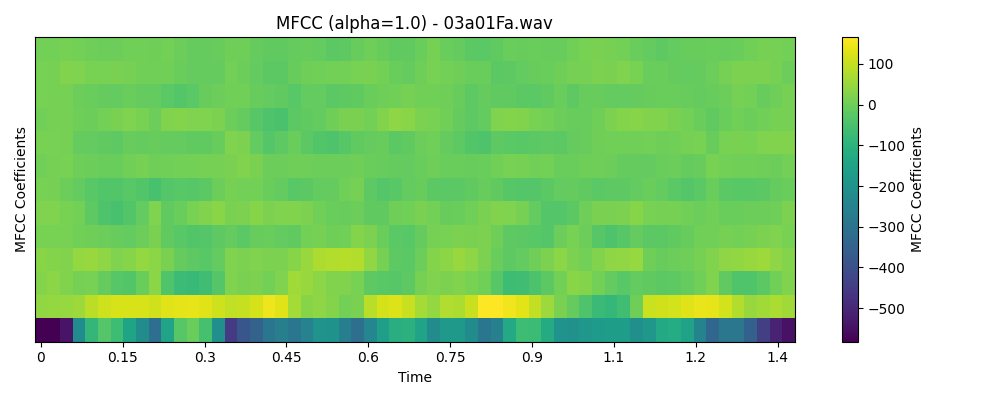 MFCC (alpha=1.0) - 03a01Fa.wav
MFCC Coefficients
0 0.15 0.3 0.45 0.6 0.75 0.9 1.1 1.2 1.4
Time
100
0
−100
−200
−300
−400
−500
MFCC Coefficients